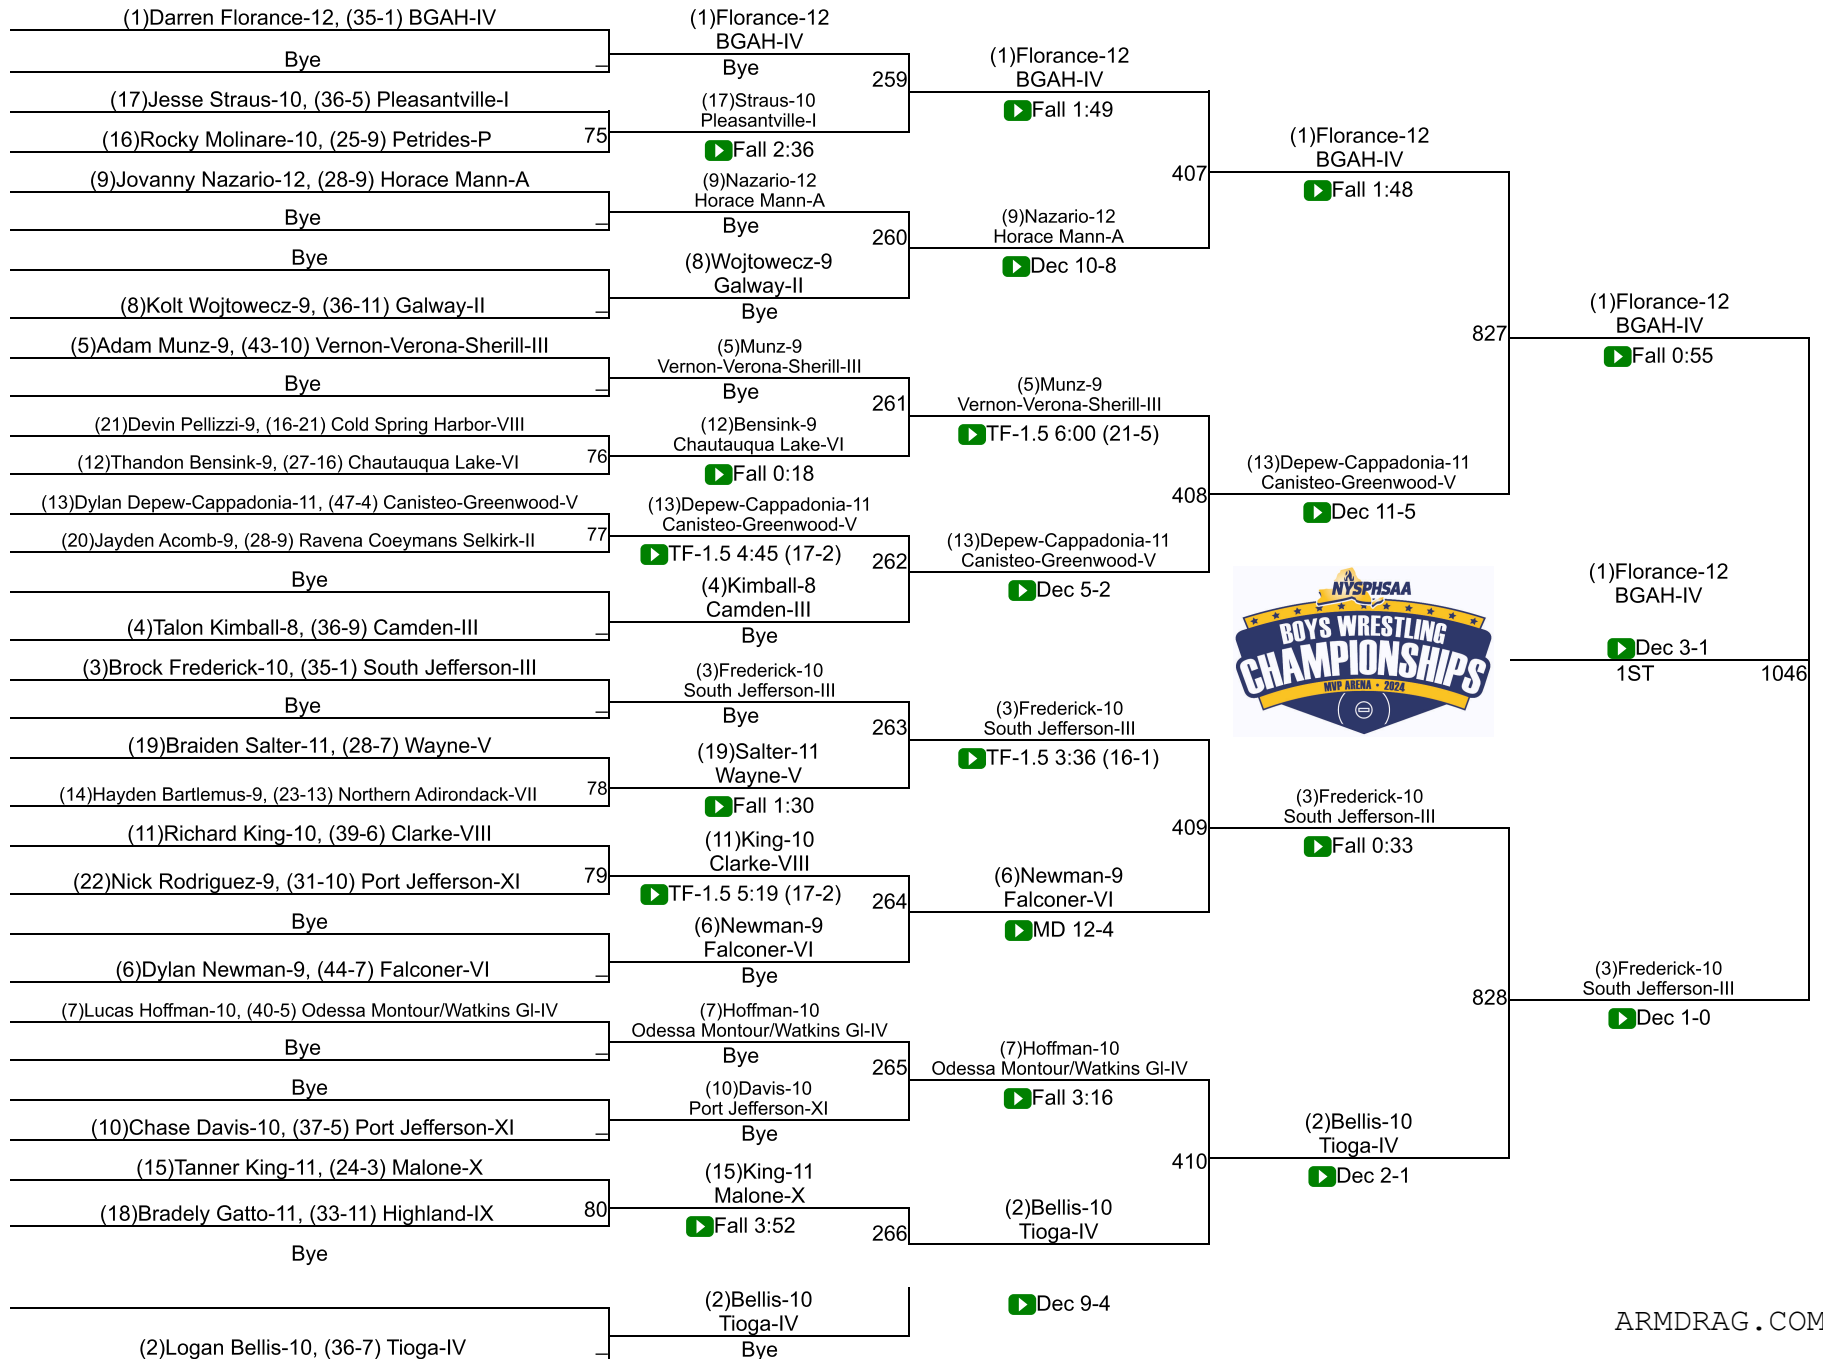 (1)Darren Florance-12, (35-1) BGAH-IV
Bye
(17)Jesse Straus-10, (36-5) Pleasantville-I
(16)Rocky Molinare-10, (25-9) Petrides-P
75
(9)Jovanny Nazario-12, (28-9) Horace Mann-A
Bye
Bye
(8)Kolt Wojtowecz-9, (36-11) Galway-II
(5)Adam Munz-9, (43-10) Vernon-Verona-Sherill-III
Bye
(21)Devin Pellizzi-9, (16-21) Cold Spring Harbor-VIII
(12)Thandon Bensink-9, (27-16) Chautauqua Lake-VI
76
(13)Dylan Depew-Cappadonia-11, (47-4) Canisteo-Greenwood-V
(20)Jayden Acomb-9, (28-9) Ravena Coeymans Selkirk-II
77
Bye
(4)Talon Kimball-8, (36-9) Camden-III
(3)Brock Frederick-10, (35-1) South Jefferson-III
Bye
(19)Braiden Salter-11, (28-7) Wayne-V
(14)Hayden Bartlemus-9, (23-13) Northern Adirondack-VII
78
(11)Richard King-10, (39-6) Clarke-VIII
(22)Nick Rodriguez-9, (31-10) Port Jefferson-XI
79
Bye
(6)Dylan Newman-9, (44-7) Falconer-VI
(7)Lucas Hoffman-10, (40-5) Odessa Montour/Watkins Gl-IV
Bye
Bye
(10)Chase Davis-10, (37-5) Port Jefferson-XI
(15)Tanner King-11, (24-3) Malone-X
(18)Bradely Gatto-11, (33-11) Highland-IX
80
Bye
(2)Logan Bellis-10, (36-7) Tioga-IV
(1)Florance-12
BGAH-IV
Bye
259
(17)Straus-10
Pleasantville-I
Fall 2:36
(9)Nazario-12
Horace Mann-A
Bye
260
(8)Wojtowecz-9
Galway-II
Bye
(5)Munz-9
Vernon-Verona-Sherill-III
Bye
261
(12)Bensink-9
Chautauqua Lake-VI
Fall 0:18
(13)Depew-Cappadonia-11
Canisteo-Greenwood-V
TF-1.5 4:45 (17-2)
262
(4)Kimball-8
Camden-III
Bye
(3)Frederick-10
South Jefferson-III
Bye
263
(19)Salter-11
Wayne-V
Fall 1:30
(11)King-10
Clarke-VIII
TF-1.5 5:19 (17-2)
264
(6)Newman-9
Falconer-VI
Bye
(7)Hoffman-10
Odessa Montour/Watkins Gl-IV
Bye
265
(10)Davis-10
Port Jefferson-XI
Bye
(15)King-11
Malone-X
Fall 3:52
266
(2)Bellis-10
Tioga-IV
Bye
(1)Florance-12
BGAH-IV
Fall 1:49
407
(9)Nazario-12
Horace Mann-A
Dec 10-8
(5)Munz-9
Vernon-Verona-Sherill-III
TF-1.5 6:00 (21-5)
408
(13)Depew-Cappadonia-11
Canisteo-Greenwood-V
Dec 5-2
(3)Frederick-10
South Jefferson-III
TF-1.5 3:36 (16-1)
409
(6)Newman-9
Falconer-VI
MD 12-4
(7)Hoffman-10
Odessa Montour/Watkins Gl-IV
Fall 3:16
410
(2)Bellis-10
Tioga-IV
Dec 9-4
(1)Florance-12
BGAH-IV
Fall 1:48
827
(13)Depew-Cappadonia-11
Canisteo-Greenwood-V
Dec 11-5
NYSPHSAA
BOYS WRESTLING
CHAMPIONSHIPS
MVP ARENA • 2024
(3)Frederick-10
South Jefferson-III
Fall 0:33
828
(2)Bellis-10
Tioga-IV
Dec 2-1
(1)Florance-12
BGAH-IV
Fall 0:55
(1)Florance-12
BGAH-IV
Dec 3-1
1ST
1046
(3)Frederick-10
South Jefferson-III
Dec 1-0
ARMDRAG.COM